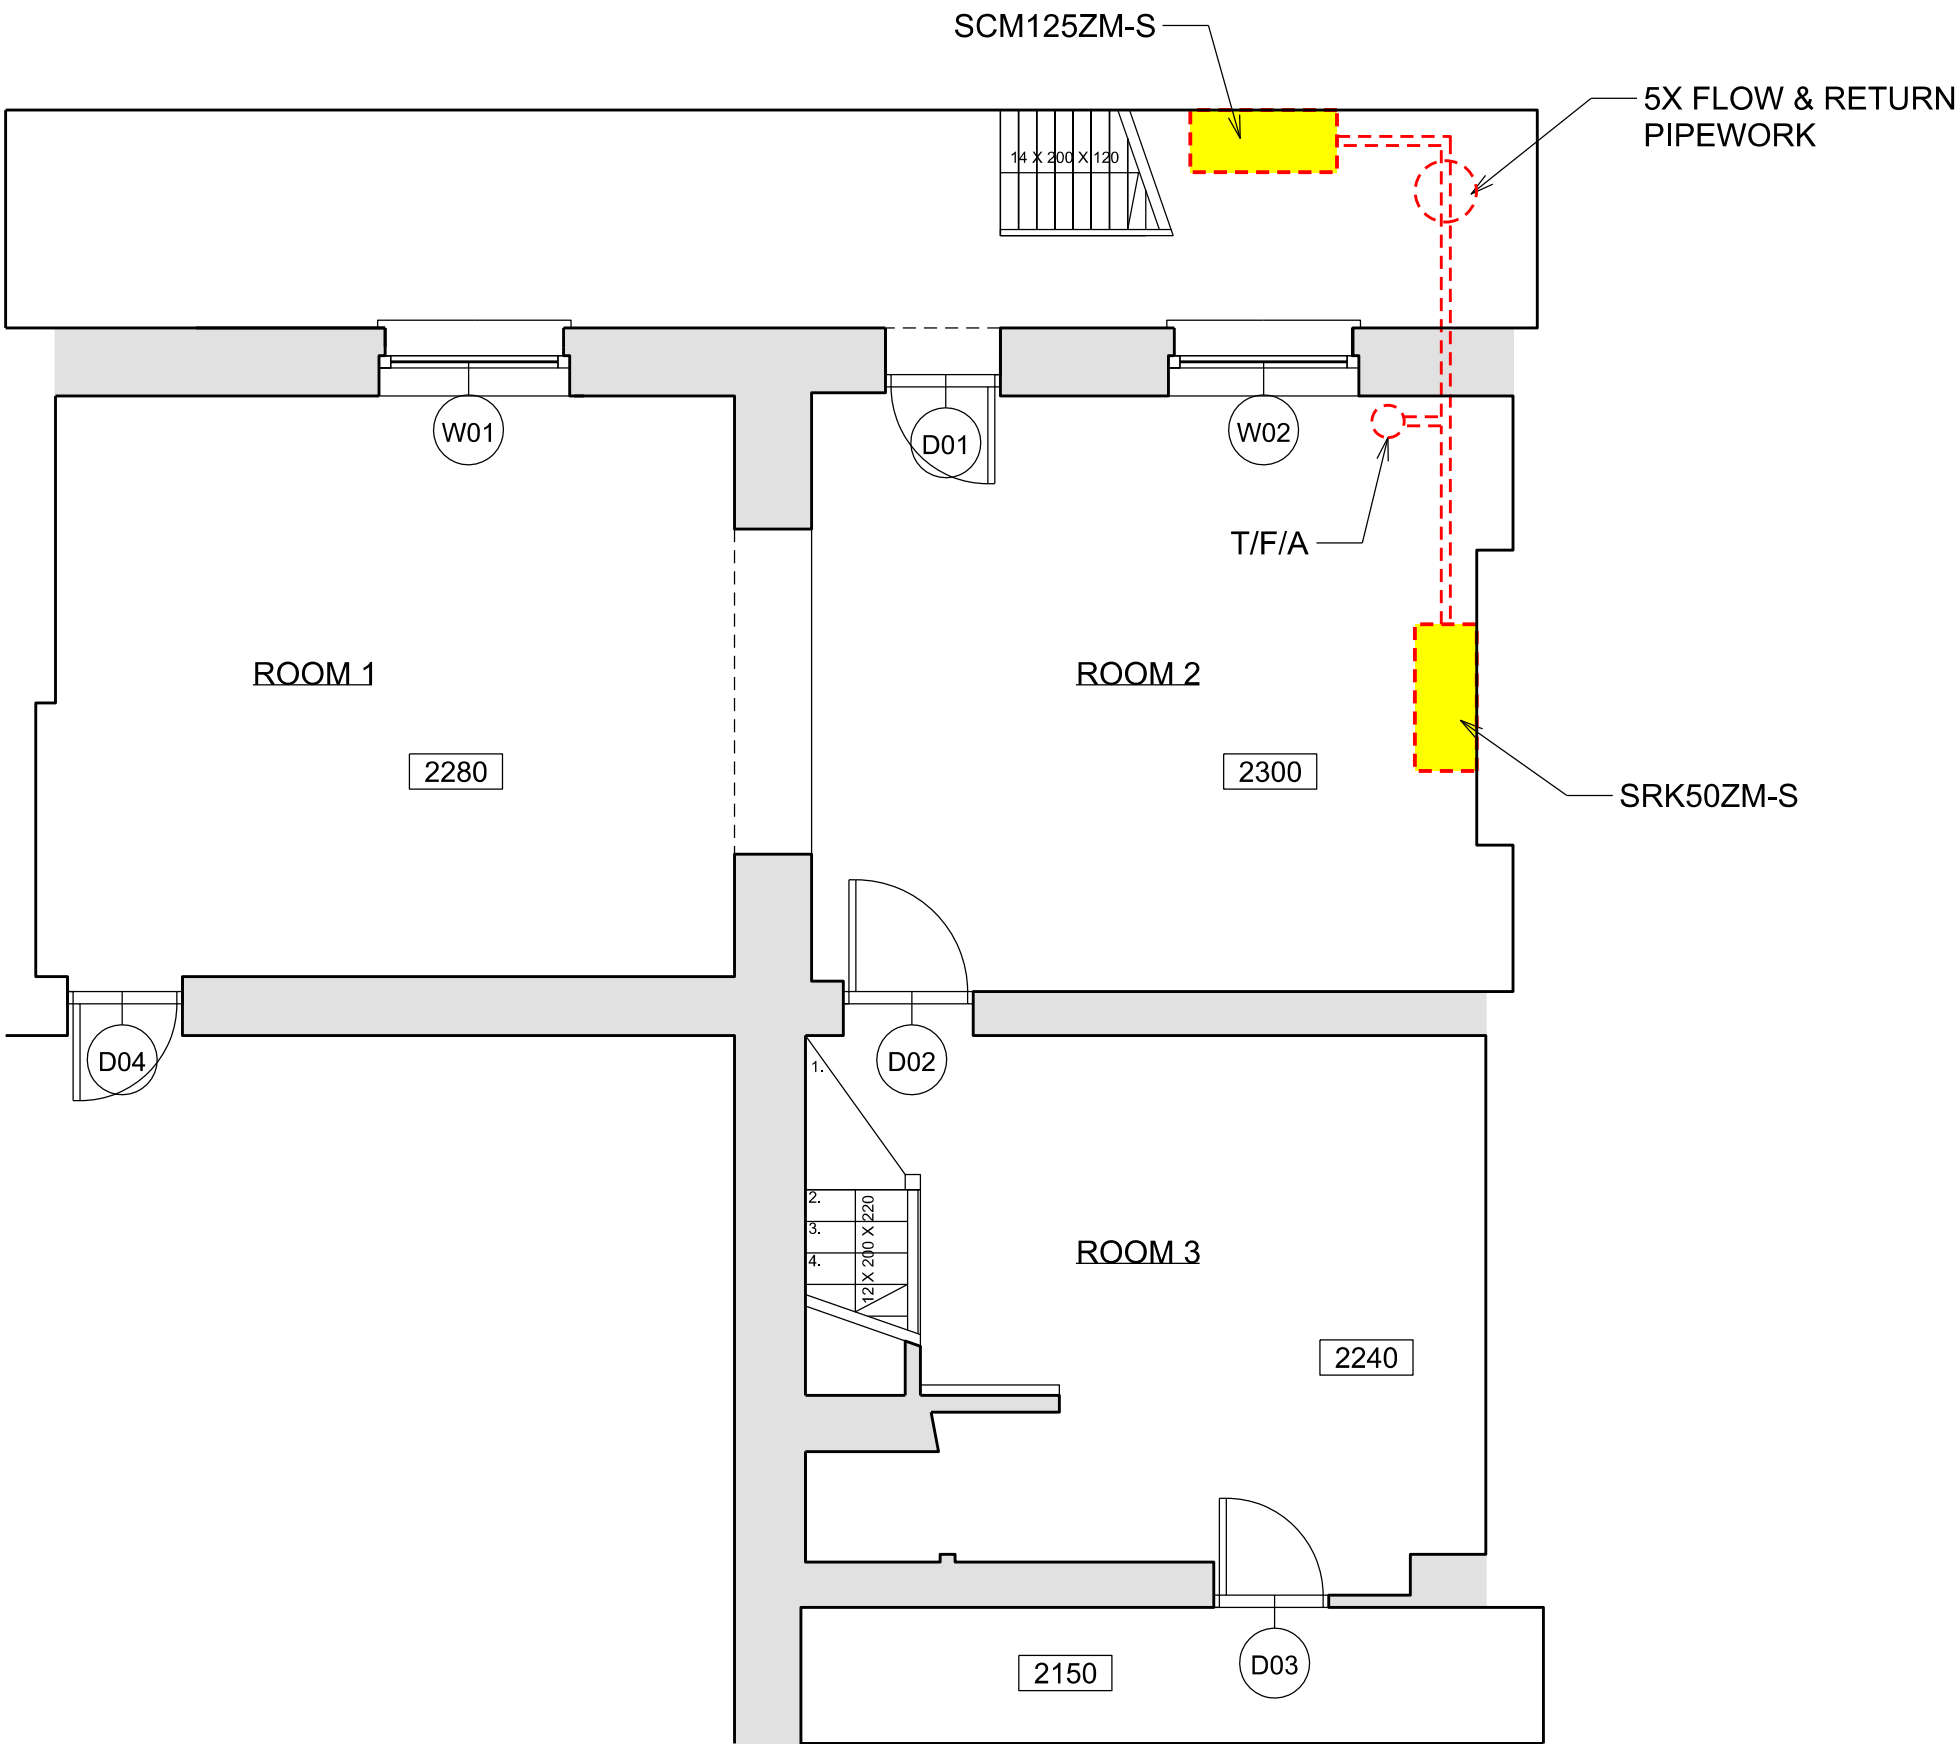 SCM125ZM-S
5X FLOW & RETURN
PIPEWORK
14 X 200 X 120
W01
D01
W02
T/F/A
ROOM 1
ROOM 2
2280
2300
SRK50ZM-S
D04
D02
1.
2.
3.
4.
12 X 200 X 220
ROOM 3
2240
2150
D03